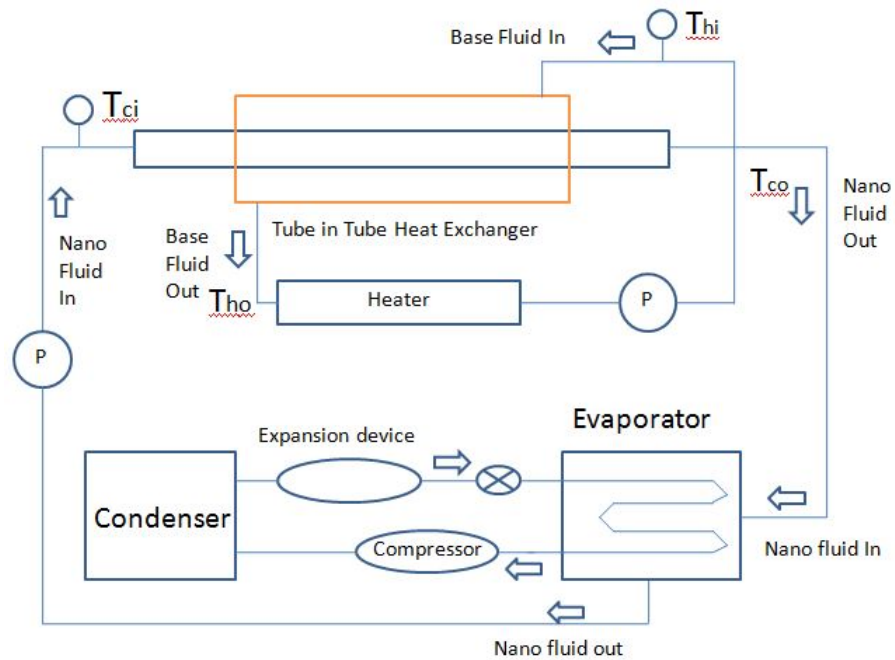 Base Fluid In
Thi
Tci
Tco
Nano
Fluid
Out
Nano
Fluid
In
Base
Fluid
Out
Tube in Tube Heat Exchanger
Tho
Heater
P
P
Evaporator
Expansion device
Condenser
Compressor
Nano fluid In
Nano fluid out